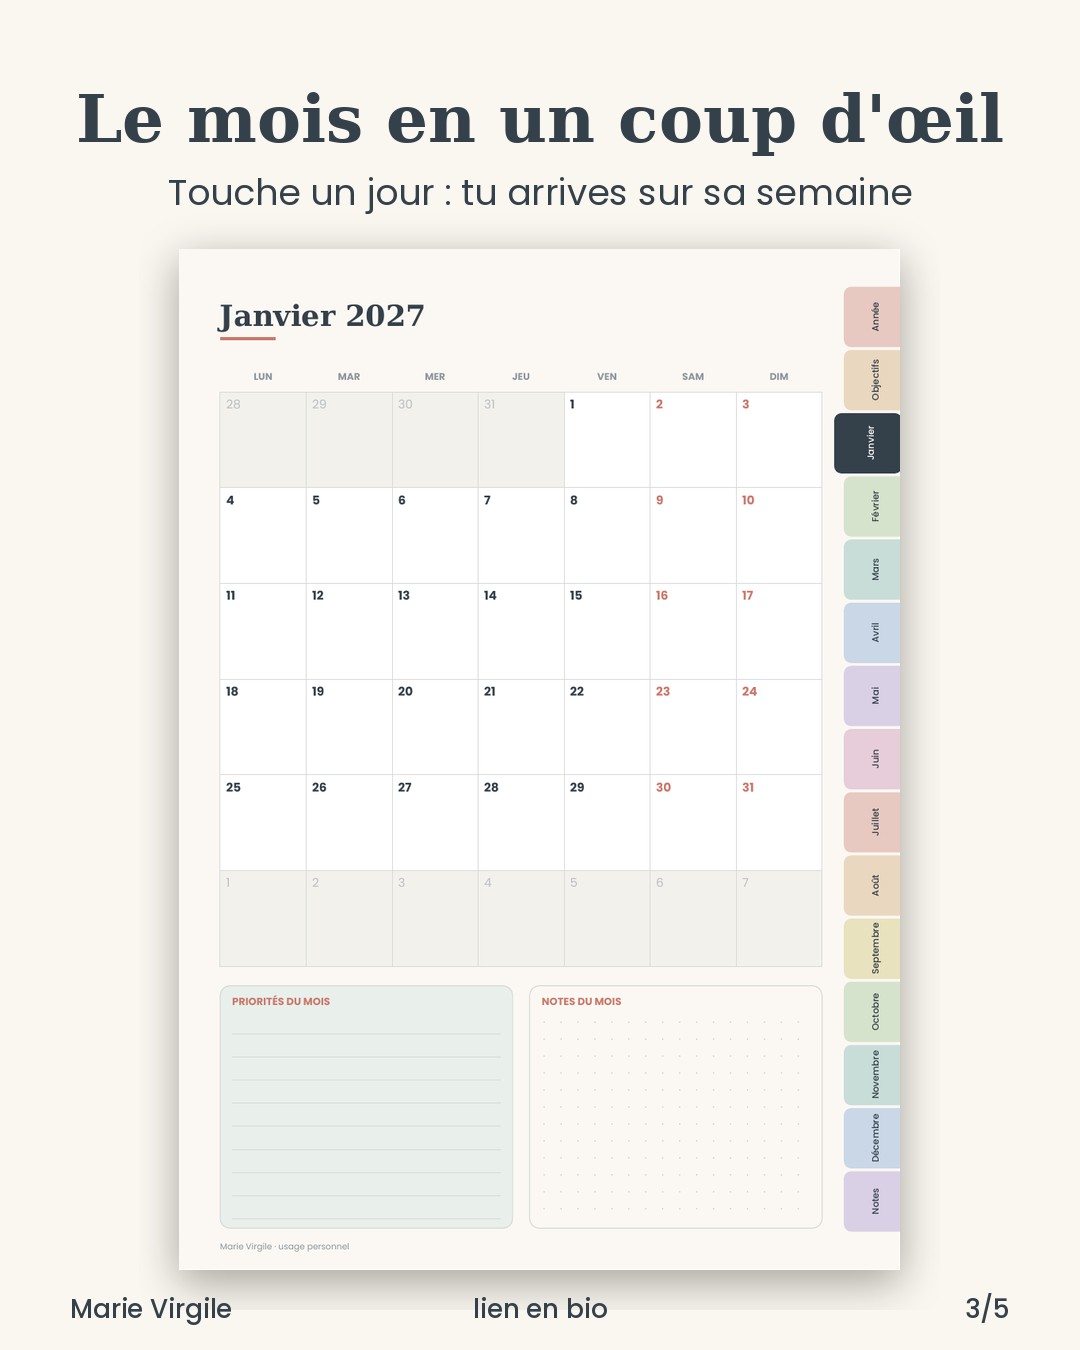 Le mois en un coup d'œil
Touche un jour : tu arrives sur sa semaine
Janvier 2027
LUN MAR MER JEU VEN SAM DIM
28 29 30 31 1 2 3
4 5 6 7 8 9 10
11 12 13 14 15 16 17
18 19 20 21 22 23 24
25 26 27 28 29 30 31
1 2 3 4 5 6 7
PRIORITÉS DU MOIS
NOTES DU MOIS
Marie Virgile · usage personnel
Année
Objectifs
Janvier
Février
Mars
Avril
Mai
Juin
Juillet
Août
Septembre
Octobre
Novembre
Décembre
Notes
Marie Virgile
lien en bio
3/5